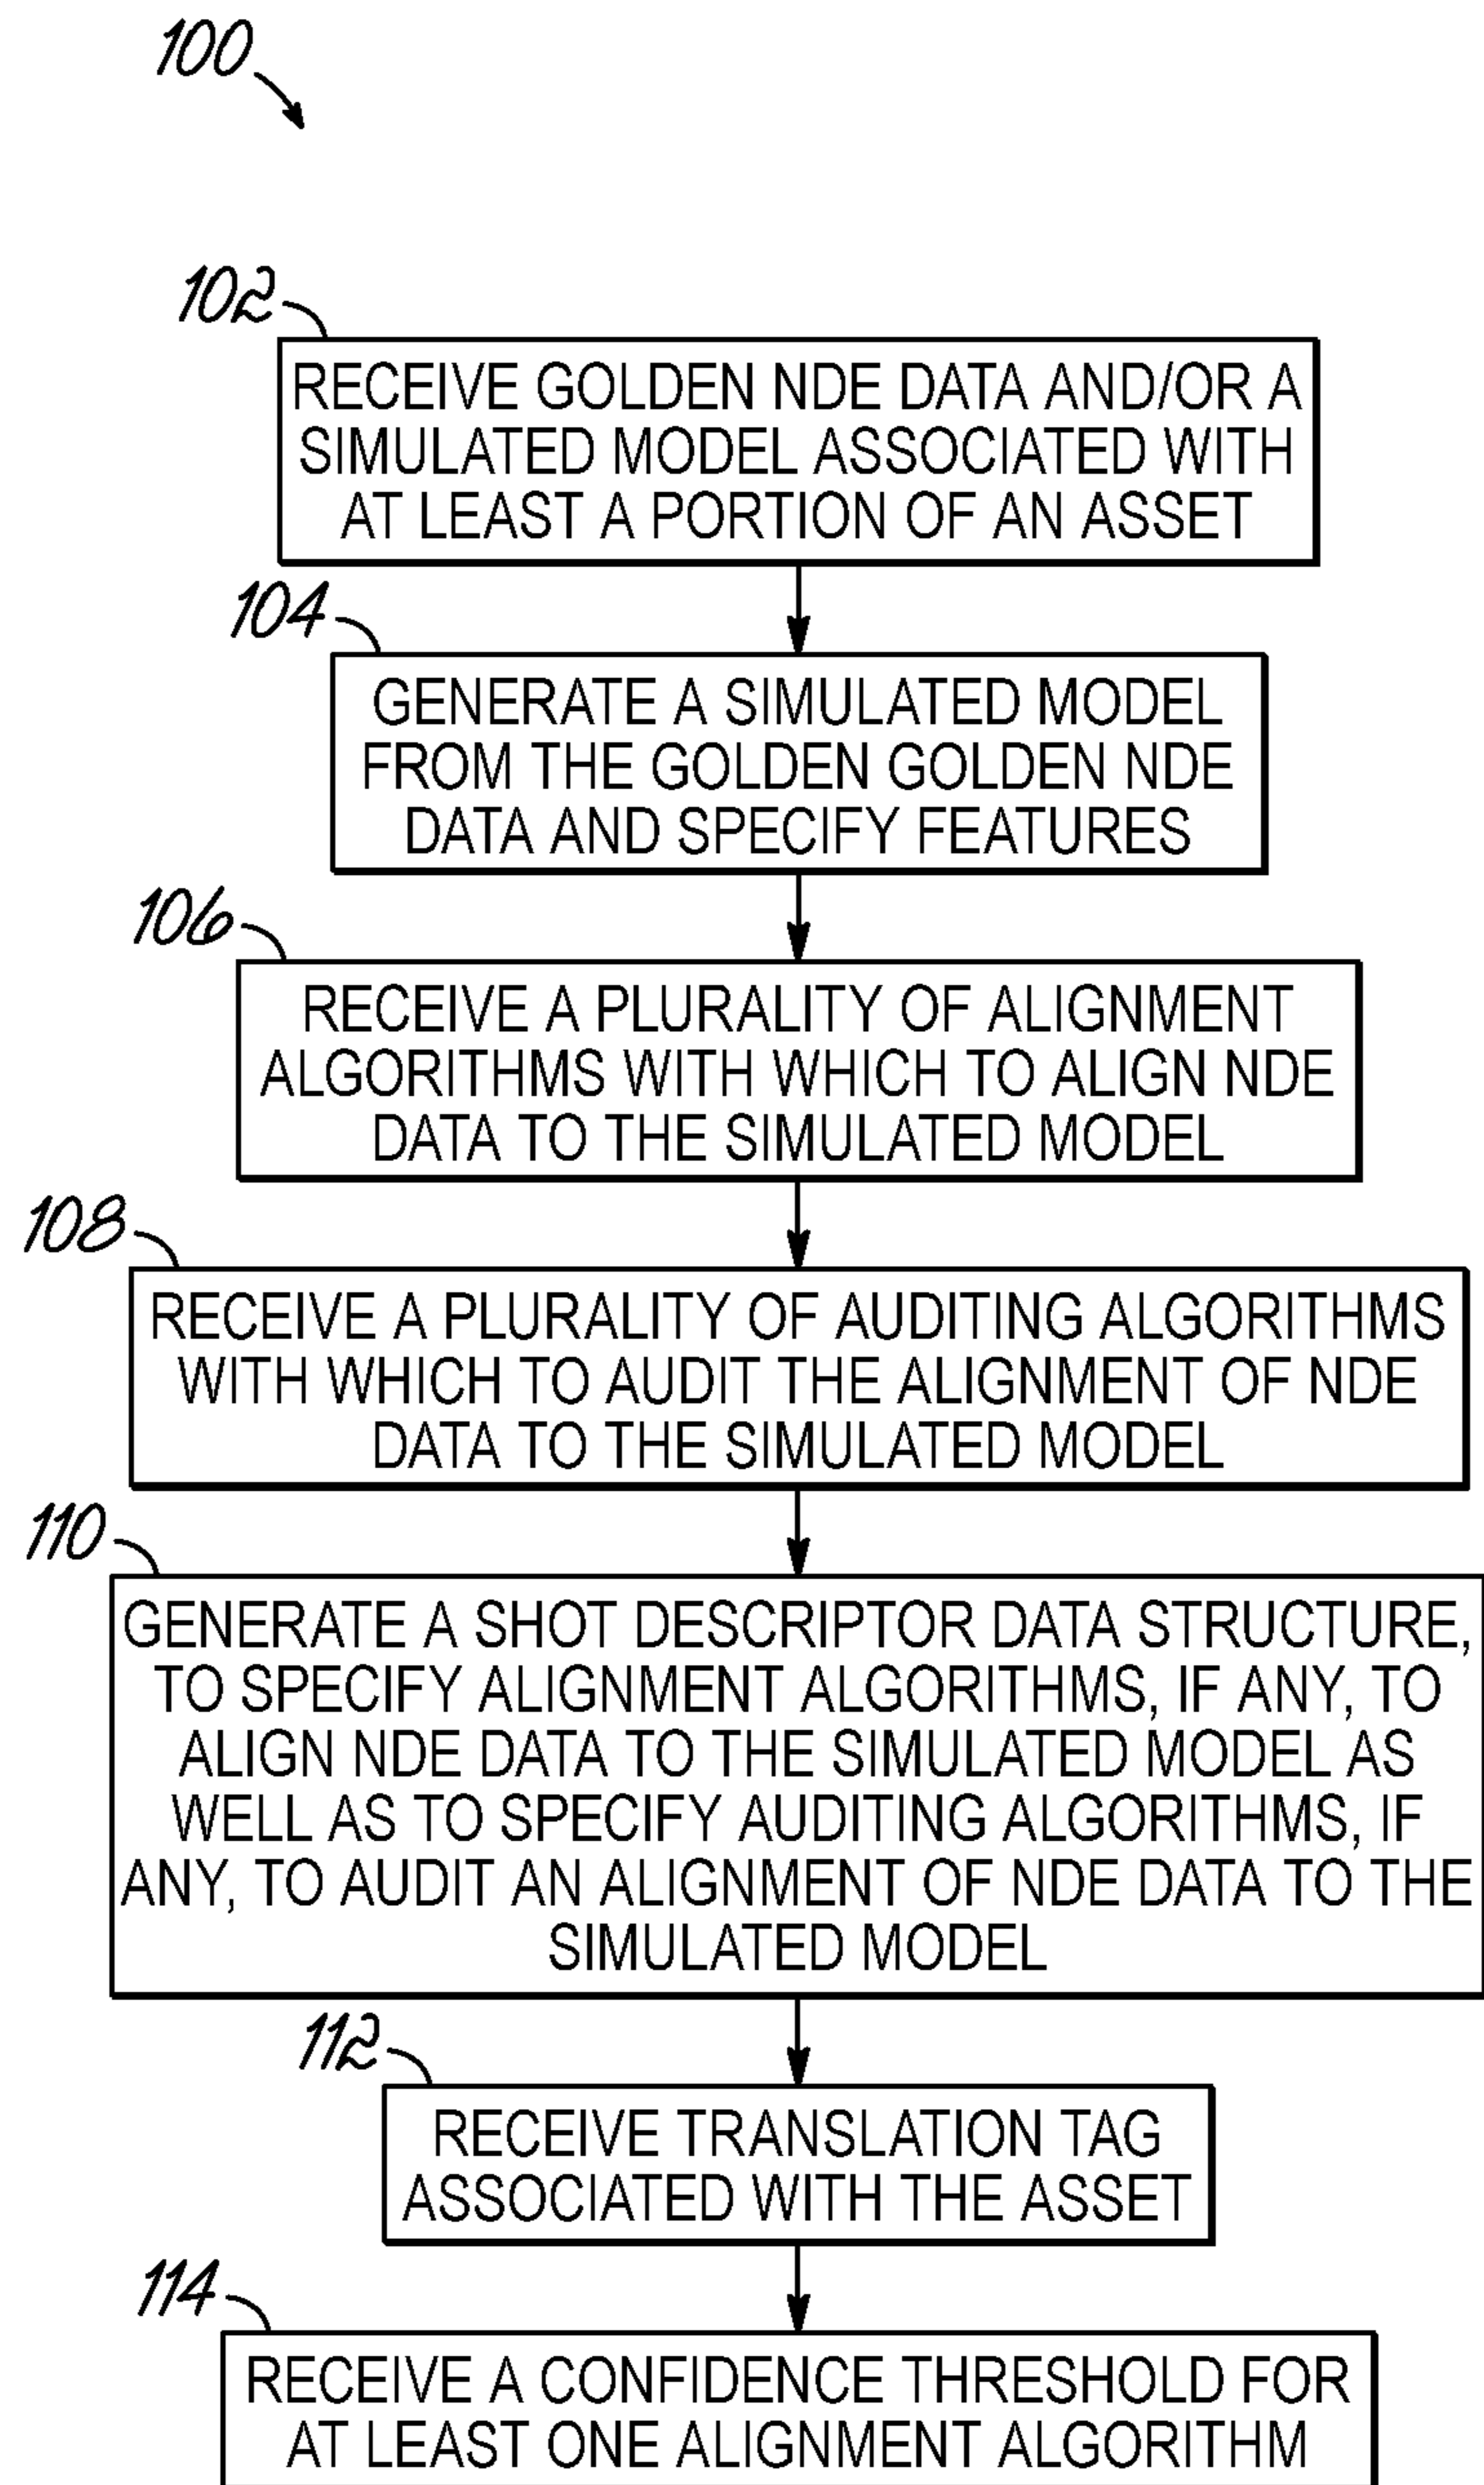 100
102
RECEIVE GOLDEN NDE DATA AND/OR A
SIMULATED MODEL ASSOCIATED WITH
AT LEAST A PORTION OF AN ASSET
104
GENERATE A SIMULATED MODEL
FROM THE GOLDEN GOLDEN NDE
DATA AND SPECIFY FEATURES
106
RECEIVE A PLURALITY OF ALIGNMENT
ALGORITHMS WITH WHICH TO ALIGN NDE
DATA TO THE SIMULATED MODEL
108
RECEIVE A PLURALITY OF AUDITING ALGORITHMS
WITH WHICH TO AUDIT THE ALIGNMENT OF NDE
DATA TO THE SIMULATED MODEL
110
GENERATE A SHOT DESCRIPTOR DATA STRUCTURE,
TO SPECIFY ALIGNMENT ALGORITHMS, IF ANY, TO
ALIGN NDE DATA TO THE SIMULATED MODEL AS
WELL AS TO SPECIFY AUDITING ALGORITHMS, IF
ANY, TO AUDIT AN ALIGNMENT OF NDE DATA TO THE
SIMULATED MODEL
112
RECEIVE TRANSLATION TAG
ASSOCIATED WITH THE ASSET
114
RECEIVE A CONFIDENCE THRESHOLD FOR
AT LEAST ONE ALIGNMENT ALGORITHM